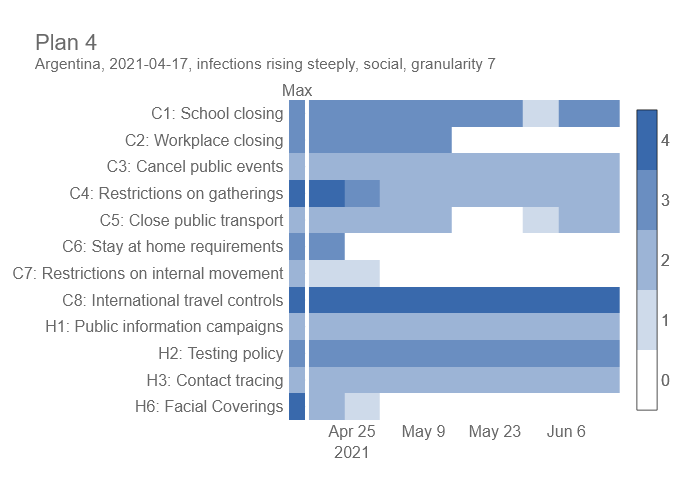 Plan 4
Argentina, 2021-04-17, infections rising steeply, social, granularity 7
Max
C1: School closing
C2: Workplace closing
C3: Cancel public events
C4: Restrictions on gatherings
C5: Close public transport
C6: Stay at home requirements
C7: Restrictions on internal movement
C8: International travel controls
H1: Public information campaigns
H2: Testing policy
H3: Contact tracing
H6: Facial Coverings
4
3
2
1
0
Apr 25 May 9 May 23 Jun 6
2021